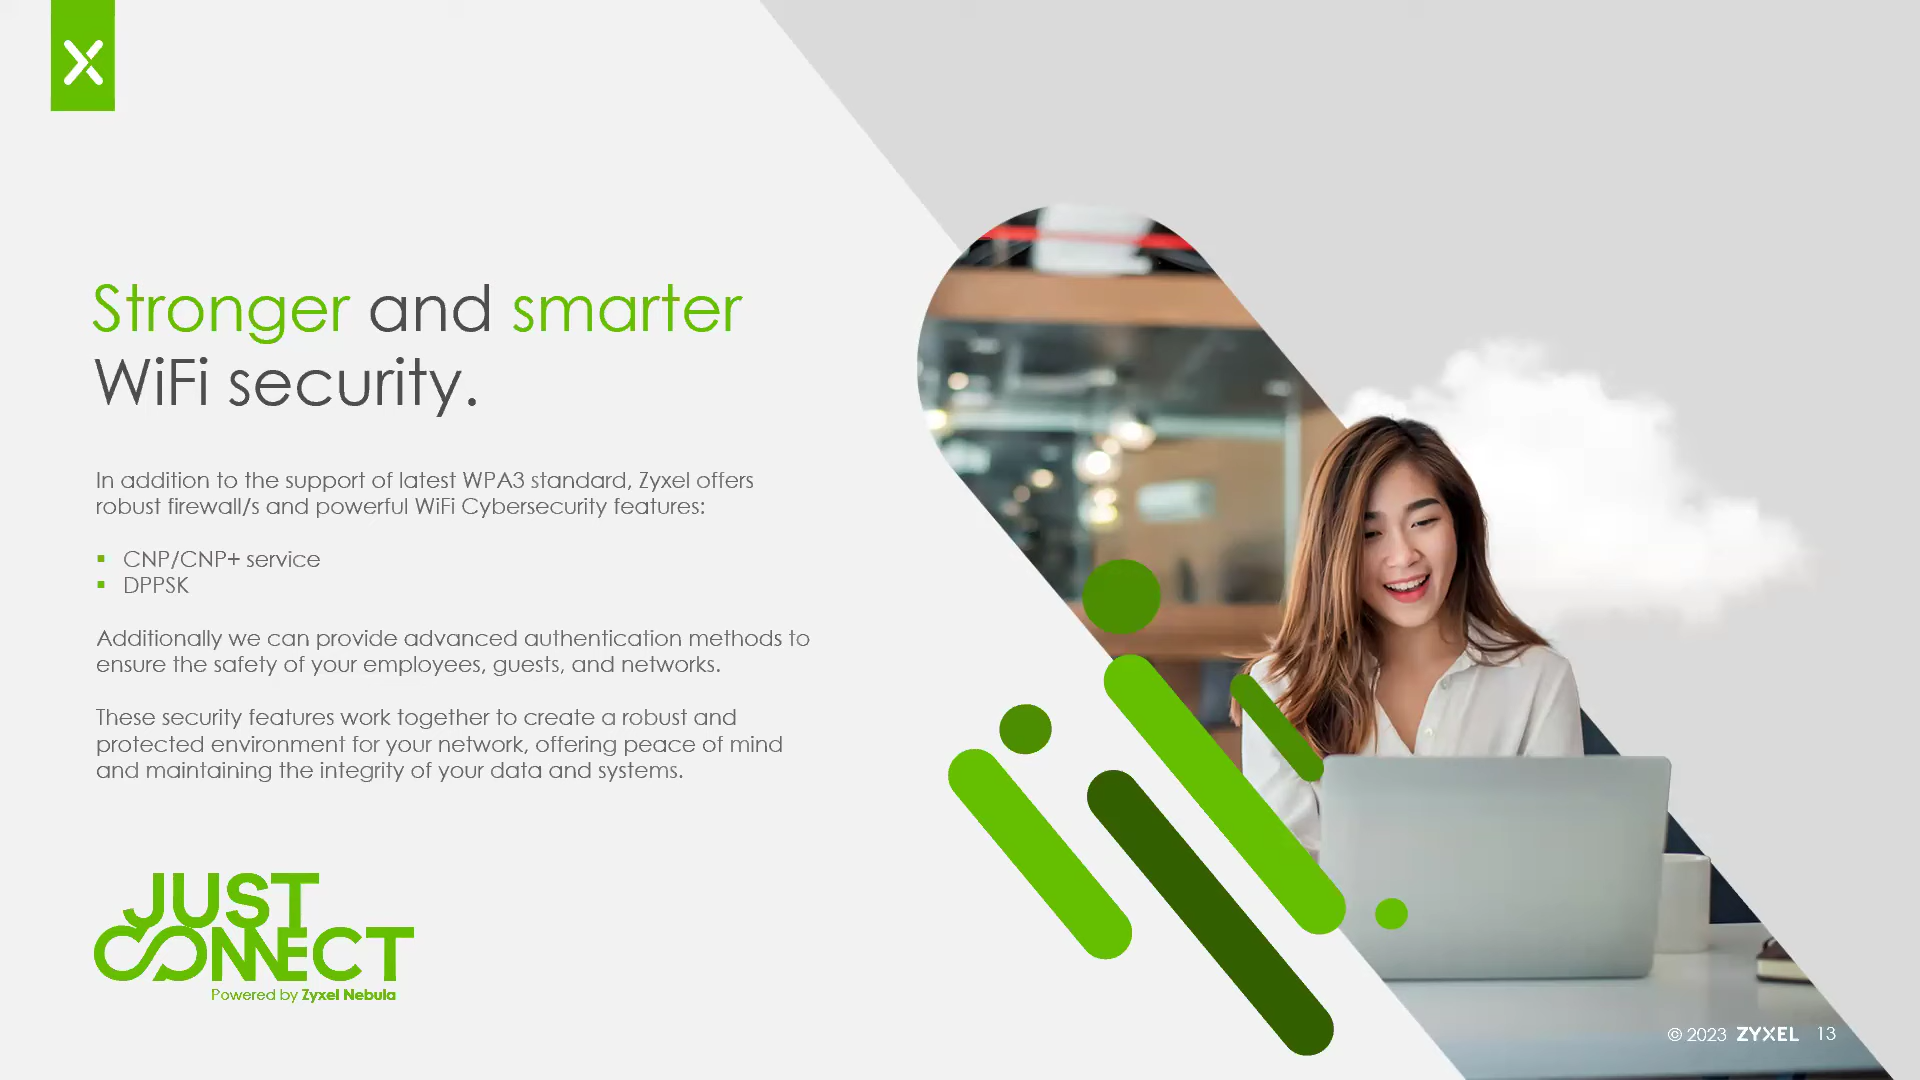 X
Stronger and smarter
WiFi security.
In addition to the support of latest WPA3 standard, Zyxel offers
robust firewall/s and powerful WiFi Cybersecurity features:
▪ CNP/CNP+ service
▪ DPPSK
Additionally we can provide advanced authentication methods to
ensure the safety of your employees, guests, and networks.
These security features work together to create a robust and
protected environment for your network, offering peace of mind
and maintaining the integrity of your data and systems.
JUST
CONNECT
Powered by Zyxel Nebula
© 2023 ZYXEL 13